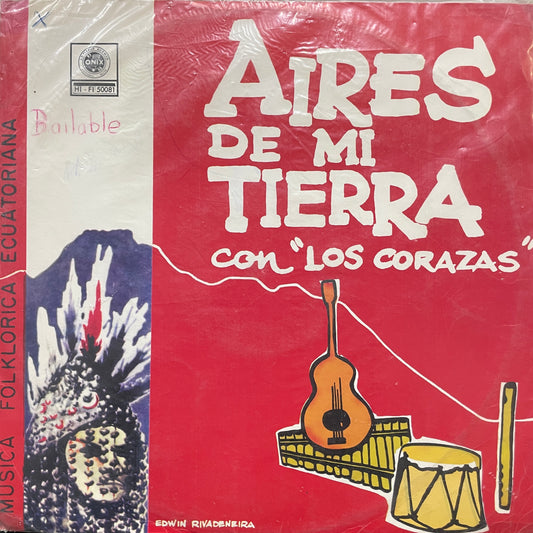 X
ONIX
HI - FI 50081
Bailable
MUSICA FOLKLORICA ECUATORIANA
AIRES
DE MI
TIERRA
con "LOS CORAZAS"
EDWIN RIVADENEIRA